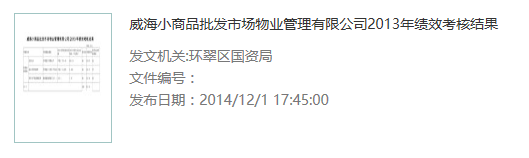 威海小商品批发市场物业管理有限公司2013年绩效考核结果
发文机关:环翠区国资局
文件编号：
发布日期：2014/12/1 17:45:00